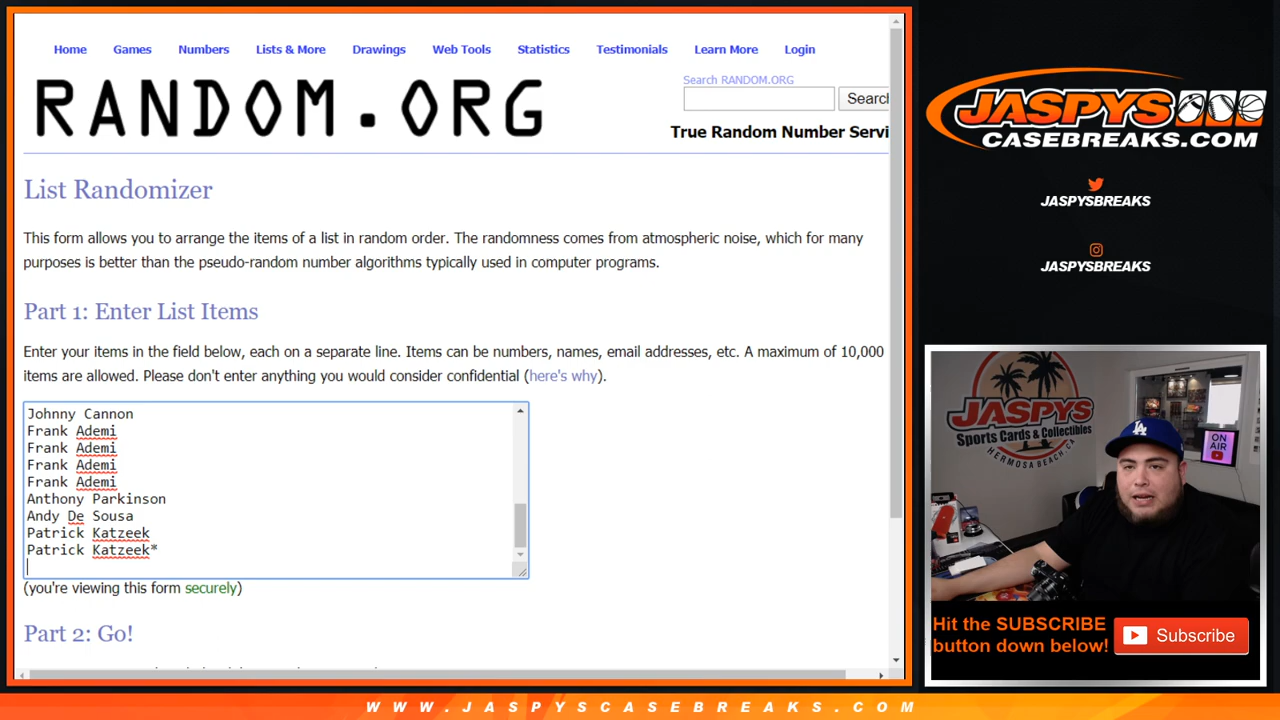 Home Games Numbers Lists & More Drawings Web Tools Statistics Testimonials Learn More Login
RANDOM.ORG
Search RANDOM.ORG
Search
True Random Number Servi
List Randomizer
This form allows you to arrange the items of a list in random order. The randomness comes from atmospheric noise, which for many
purposes is better than the pseudo-random number algorithms typically used in computer programs.
Part 1: Enter List Items
Enter your items in the field below, each on a separate line. Items can be numbers, names, email addresses, etc. A maximum of 10,000
items are allowed. Please don't enter anything you would consider confidential (here's why).
Johnny Cannon
Frank Ademi
Frank Ademi
Frank Ademi
Frank Ademi
Anthony Parkinson
Andy De Sousa
Patrick Katzeek
Patrick Katzeek*
(you're viewing this form securely)
Part 2: Go!
JASPYS
CASEBREAKS.COM
JASPYSBREAKS
JASPYSBREAKS
JASPYS
Sports Cards & Collectibles
HERMOSA BEACH, CA
ON
AIR
LA
Hit the SUBSCRIBE
button down below!
Subscribe
WWW.JASPYSCASEBREAKS.COM